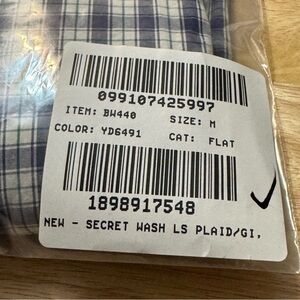 099107425997
ITEM: BW440 SIZE: M
COLOR: YD6491 CAT: FLAT
1898917548
NEW - SECRET WASH LS PLAID/GI,